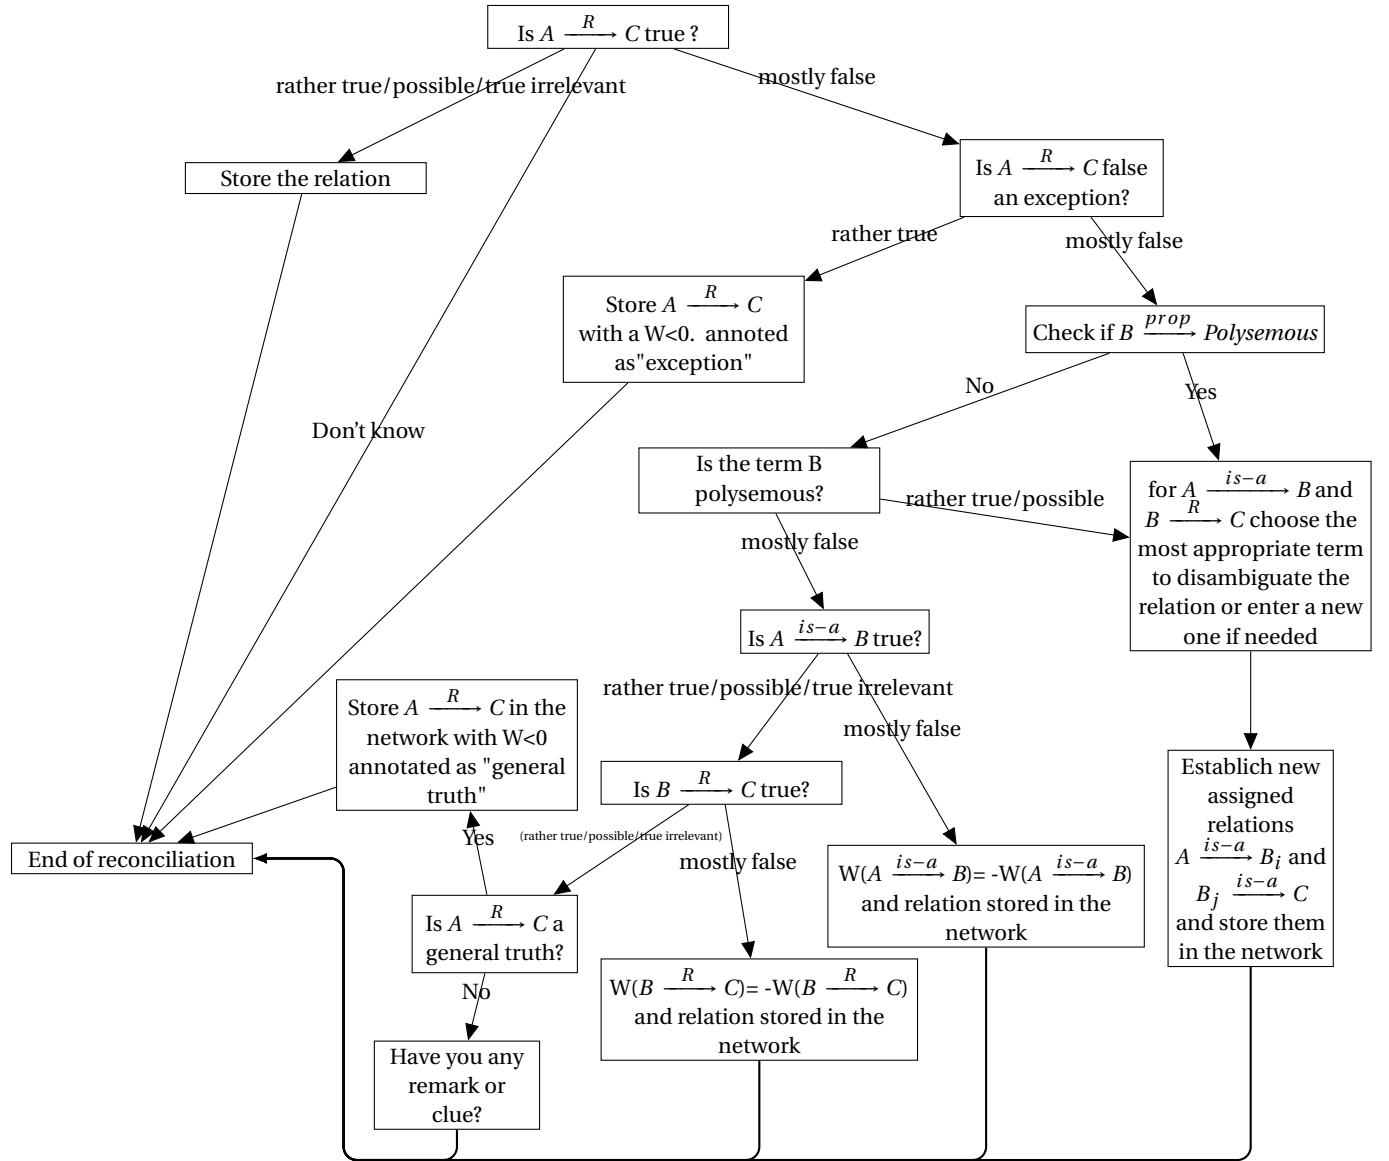 Is A —R→ C true ?
rather true/possible/true irrelevant
mostly false
Store the relation
Is A —R→ C false
an exception?
rather true
mostly false
Store A —R→ C
with a W<0. annoted
as"exception"
Check if B —prop→ Polysemous
No
Yes
Don't know
Is the term B
polysemous?
rather true/possible
for A —is–a→ B and
B —R→ C choose the
most appropriate term
to disambiguate the
relation or enter a new
one if needed
mostly false
Is A —is–a→ B true?
rather true/possible/true irrelevant
mostly false
Store A —R→ C in the
network with W<0
annotated as "general
truth"
Is B —R→ C true?
Establich new
assigned
relations
A —is–a→ Bi and
Bj —is–a→ C
and store them
in the network
Yes
(rather true/possible/true irrelevant)
mostly false
End of reconciliation
W(A —is–a→ B)= -W(A —is–a→ B)
and relation stored in the
network
Is A —R→ C a
general truth?
No
W(B —R→ C)= -W(B —R→ C)
and relation stored in the
network
Have you any
remark or
clue?